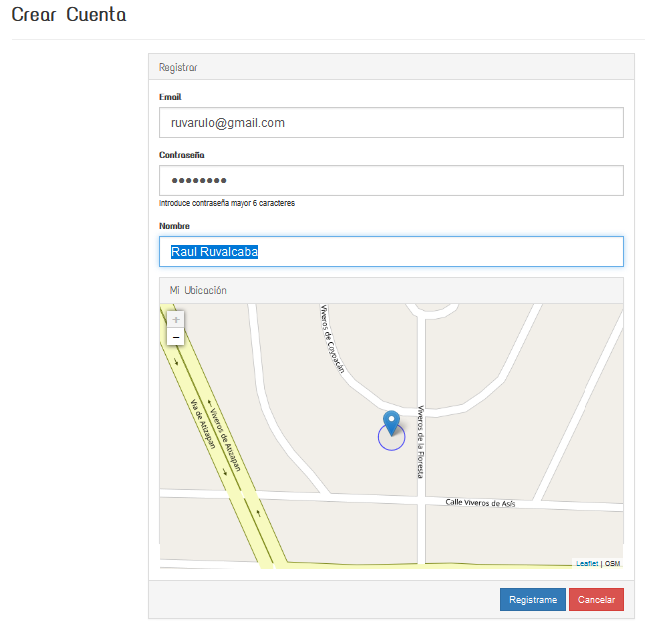 Crear Cuenta
Registrar
Email
ruvarulo@gmail.com
Contraseña
●●●●●●●●
Introduce contraseña mayor 6 caracteres
Nombre
Raul Ruvalcaba
Mi Ubicación
+
−
Viveros de Coyoacán
Vía de Atizapan
Viveros de Atizapan
Viveros de la Floresta
Calle Viveros de Asís
Leaflet | OSM
Registrame
Cancelar